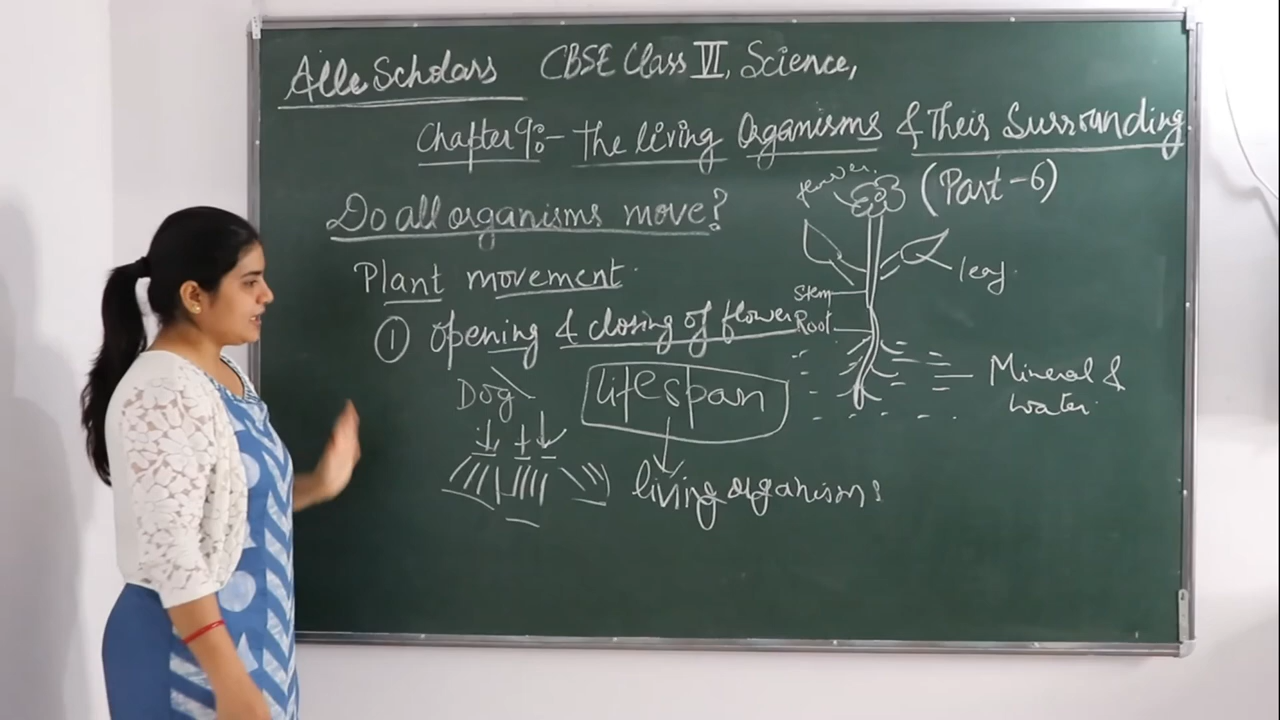 Alle Scholars CBSE Class VI, Science,
Chapter 9:- The living Organisms & Their Surrounding
(Part-6)
Do all organisms move?
flower
Plant movement
leaf
Stem
① Opening & closing of flower
Root
Dog
lifespan
Mineral &
water
living organism